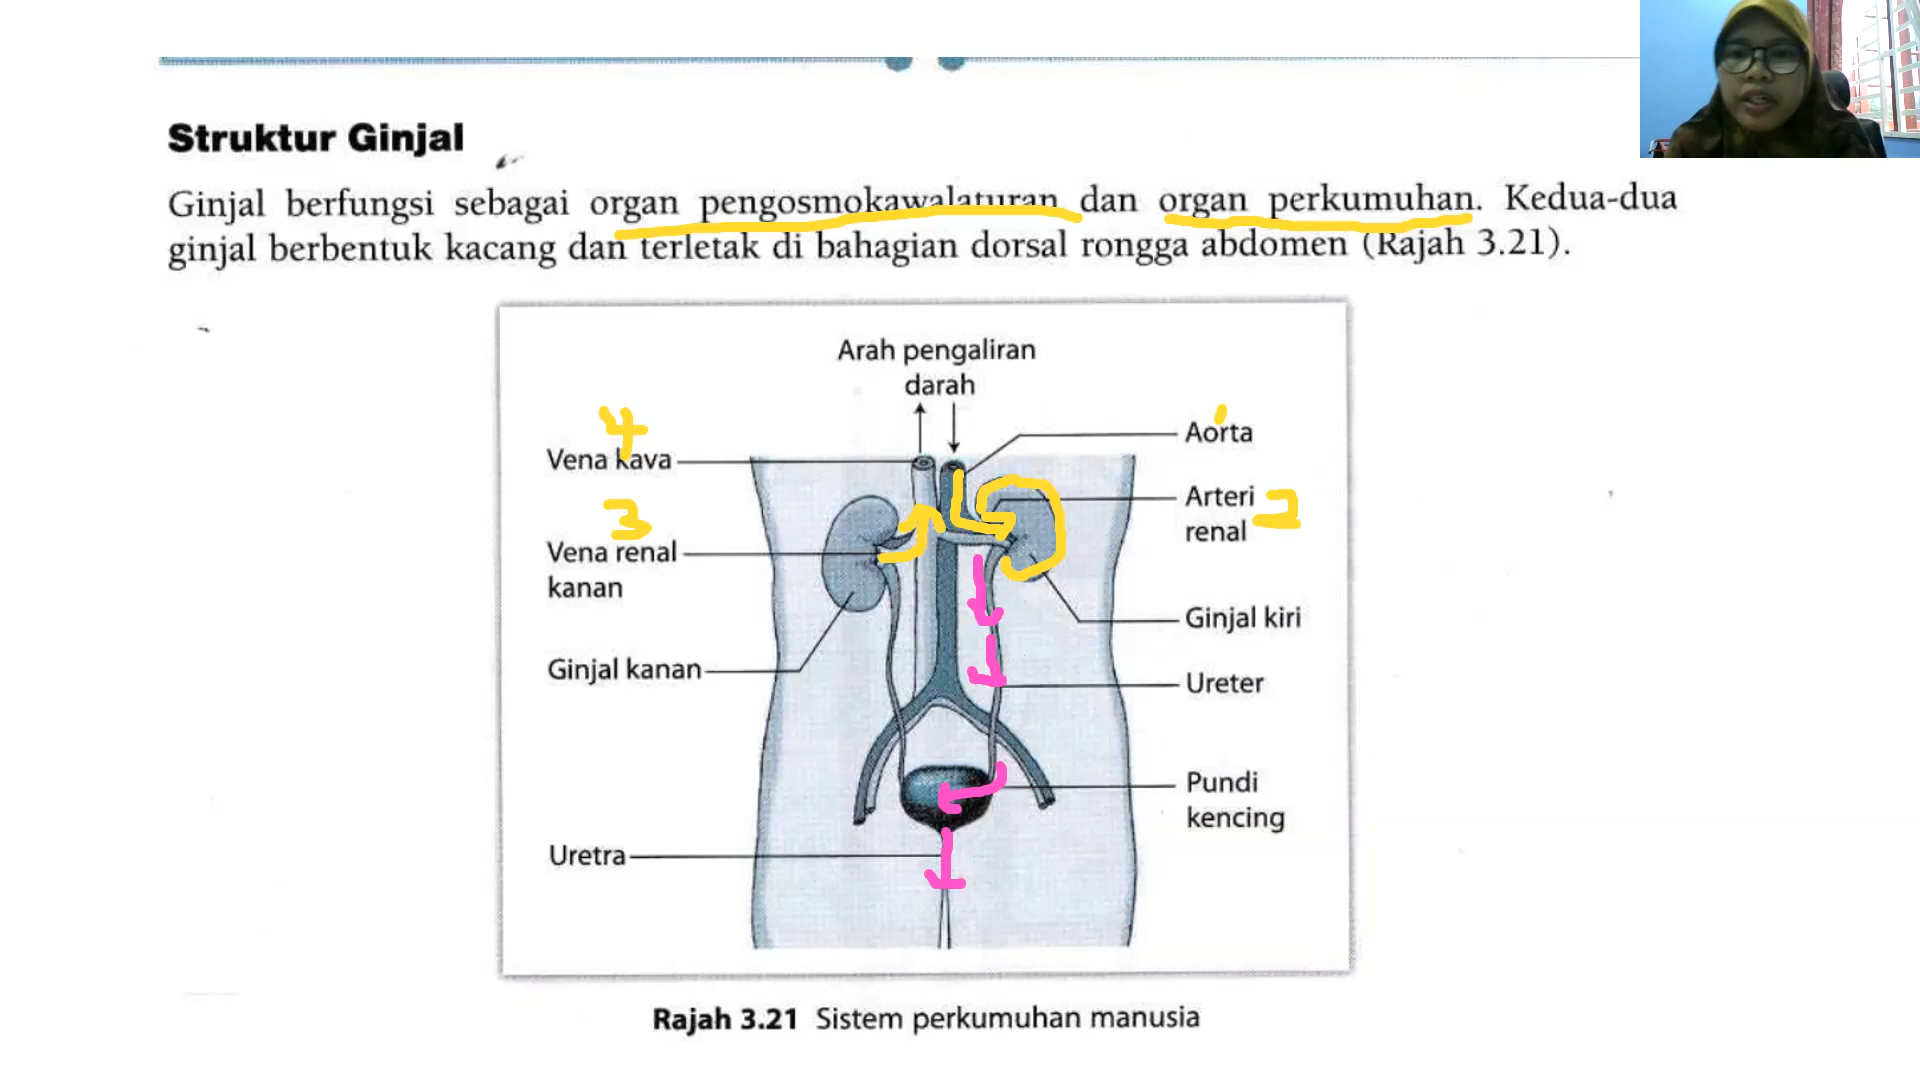 Struktur Ginjal
Ginjal berfungsi sebagai organ pengosmokawalaturan dan organ perkumuhan. Kedua-dua
ginjal berbentuk kacang dan terletak di bahagian dorsal rongga abdomen (Rajah 3.21).
Arah pengaliran
darah
4
Vena kava
3
Vena renal
kanan
Ginjal kanan
Uretra
Aorta
Arteri 2
renal
Ginjal kiri
Ureter
Pundi
kencing
Rajah 3.21 Sistem perkumuhan manusia